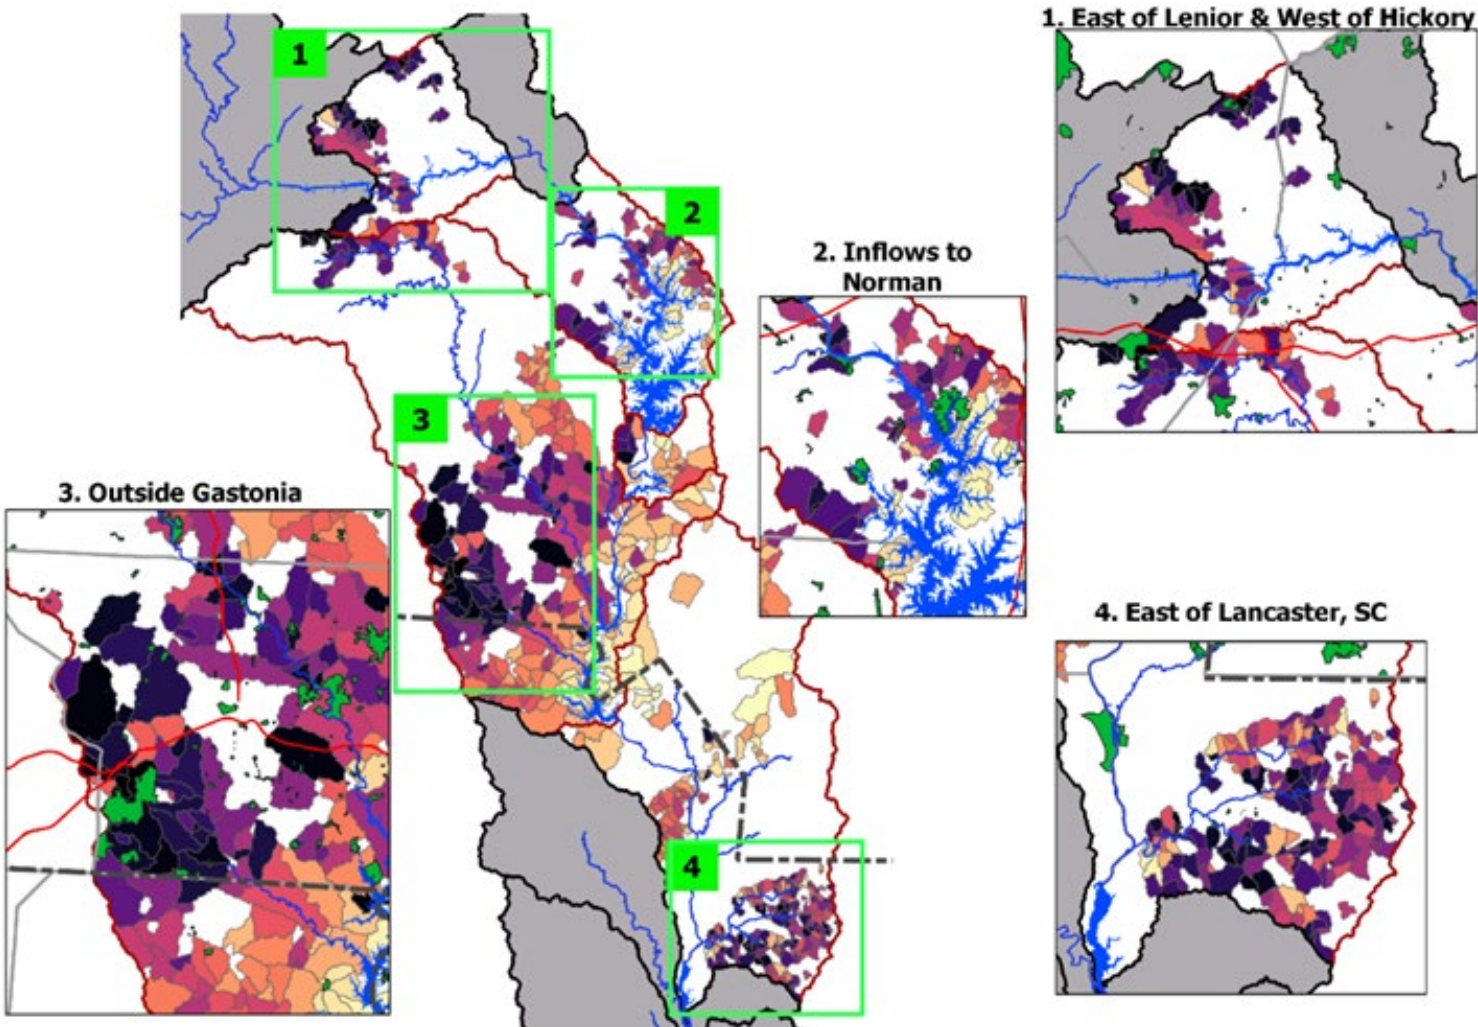 1. East of Lenior & West of Hickory
1
2
2. Inflows to
Norman
3
3. Outside Gastonia
4. East of Lancaster, SC
4